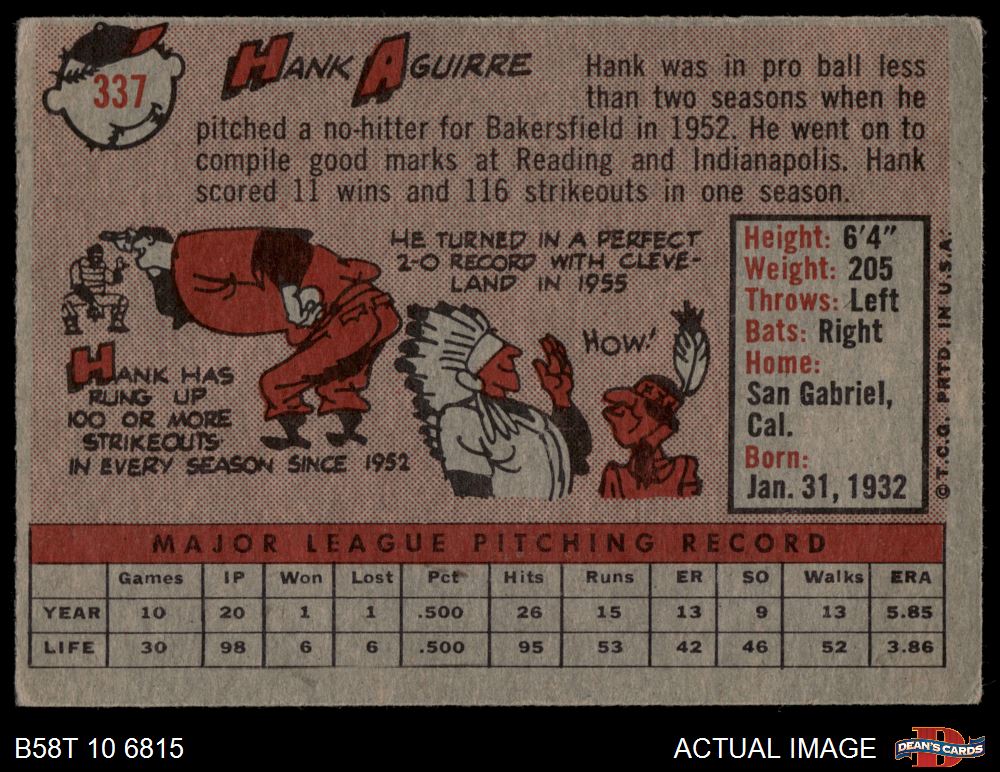 337
HANK AGUIRRE
Hank was in pro ball less
than two seasons when he
pitched a no-hitter for Bakersfield in 1952. He went on to
compile good marks at Reading and Indianapolis. Hank
scored 11 wins and 116 strikeouts in one season.
HE TURNED IN A PERFECT
2-0 RECORD WITH CLEVE-
LAND IN 1955
HOW!
HANK HAS
RUNG UP
100 OR MORE
STRIKEOUTS
IN EVERY SEASON SINCE 1952
Height: 6'4"
Weight: 205
Throws: Left
Bats: Right
Home:
San Gabriel,
Cal.
Born:
Jan. 31, 1932
© T.C.G. PRTD. IN U.S.A.
MAJOR LEAGUE PITCHING RECORD
Games IP Won Lost Pct Hits Runs ER SO Walks ERA
YEAR 10 20 1 1 .500 26 15 13 9 13 5.85
LIFE 30 98 6 6 .500 95 53 42 46 52 3.86
B58T 10 6815
ACTUAL IMAGE
D
DEAN'S CARDS